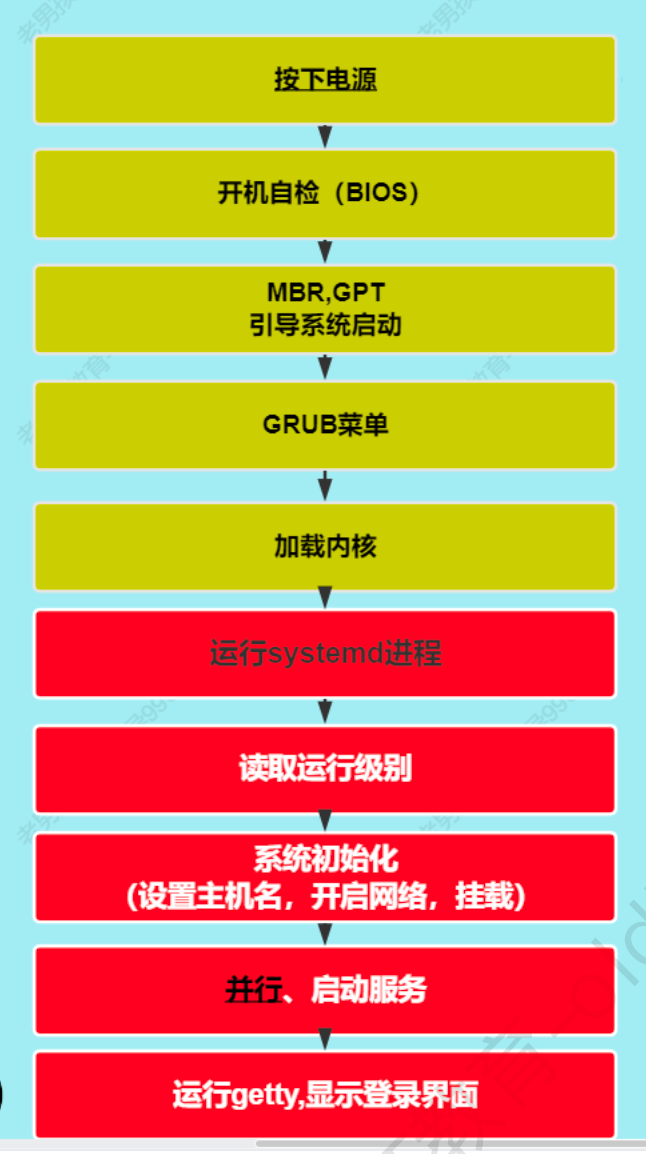 按下电源
开机自检（BIOS）
MBR,GPT
引导系统启动
GRUB菜单
加载内核
运行systemd进程
读取运行级别
系统初始化
(设置主机名，开启网络，挂载)
并行、启动服务
运行getty,显示登录界面